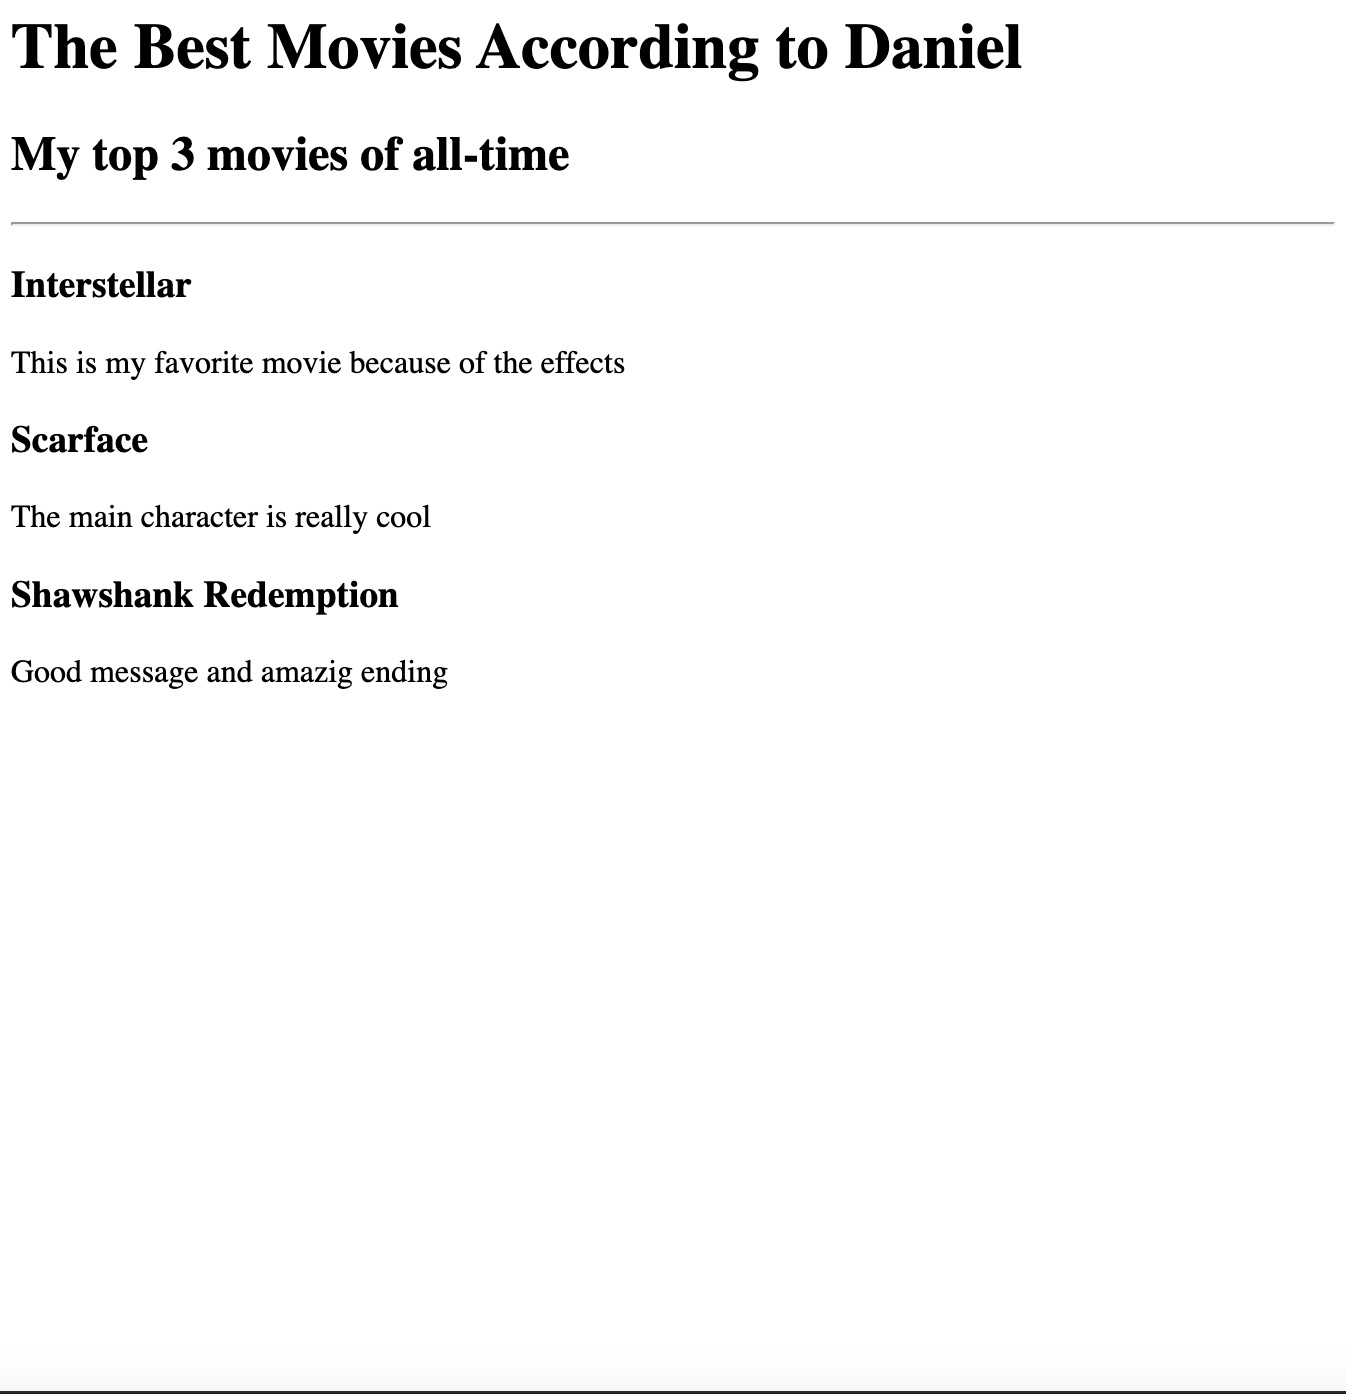 The Best Movies According to Daniel
My top 3 movies of all-time
Interstellar
This is my favorite movie because of the effects
Scarface
The main character is really cool
Shawshank Redemption
Good message and amazig ending